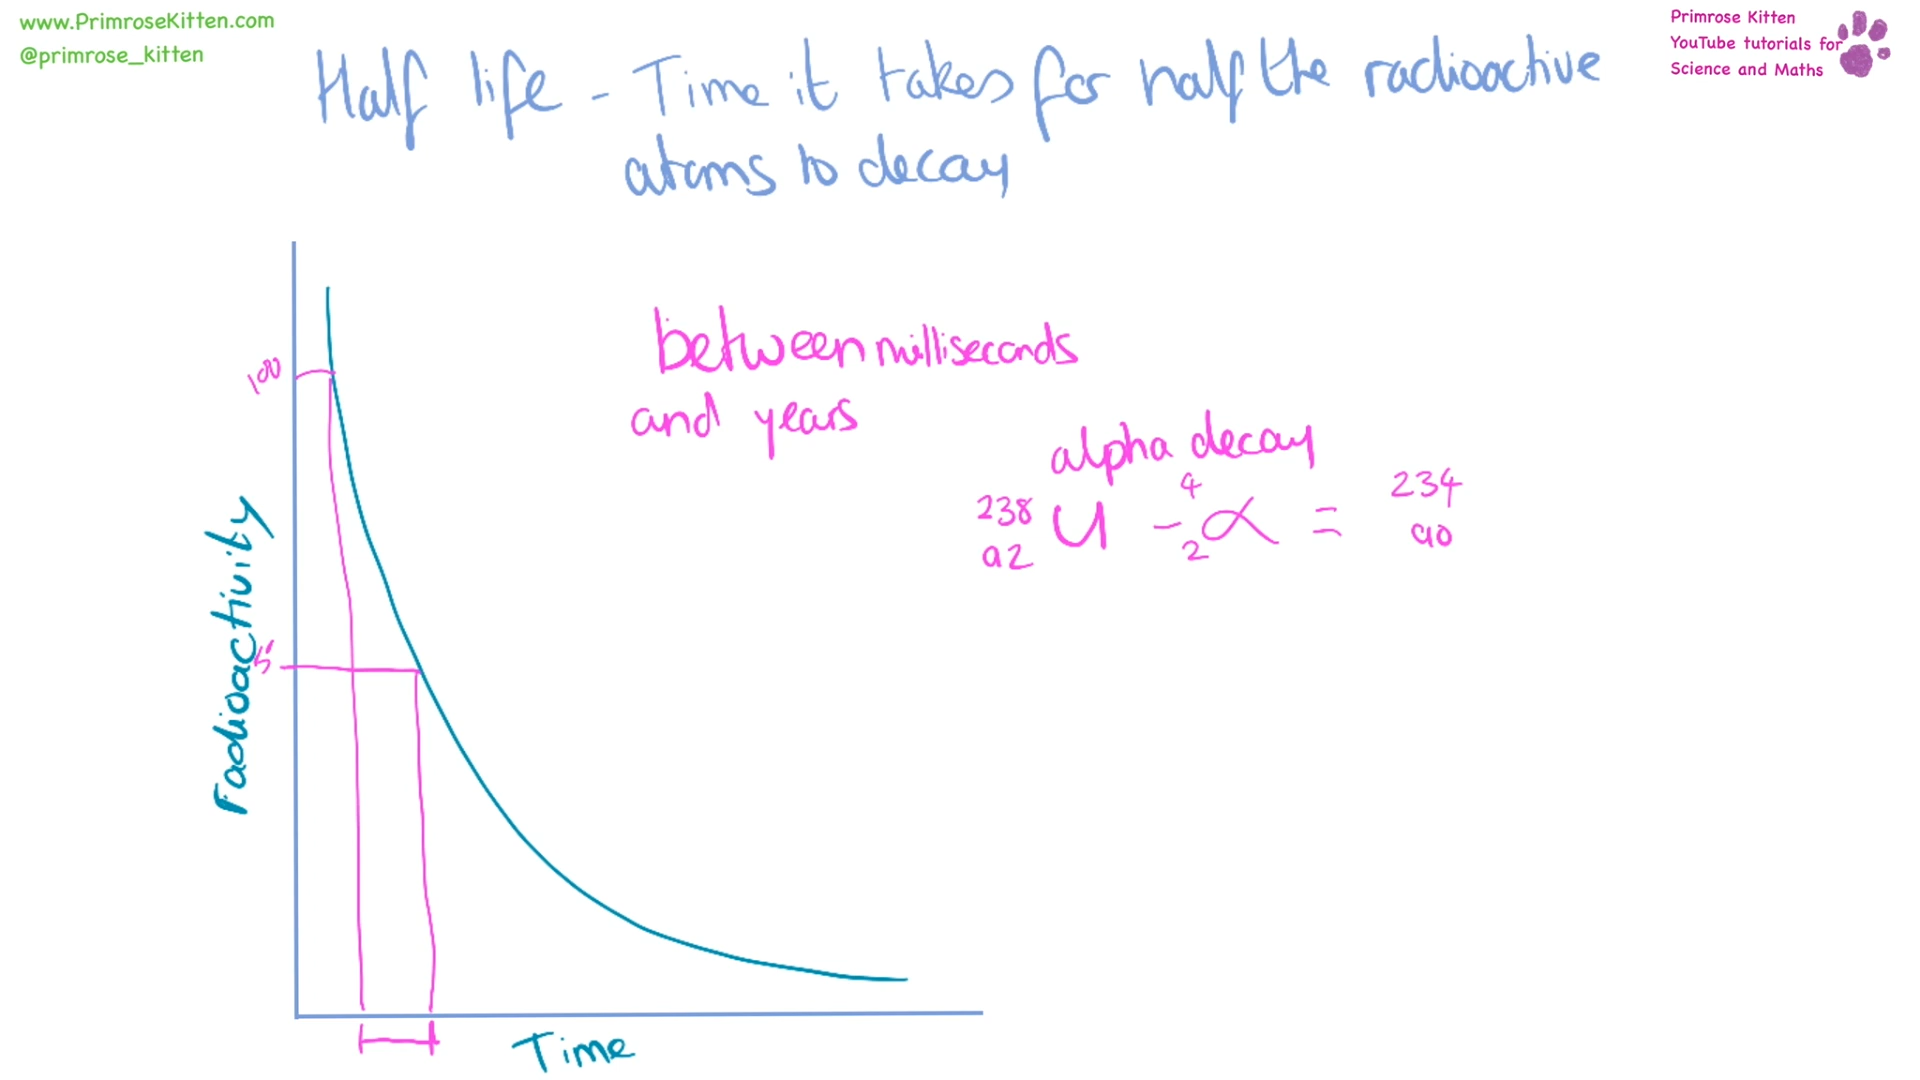 www.PrimroseKitten.com
@primrose_kitten
Primrose Kitten
YouTube tutorials for
Science and Maths
Half life - Time it takes for half the radioactive
atoms to decay
between milliseconds
and years
alpha decay
238 4 234
U - α =
92 2 90
100
Radioactivity
Time